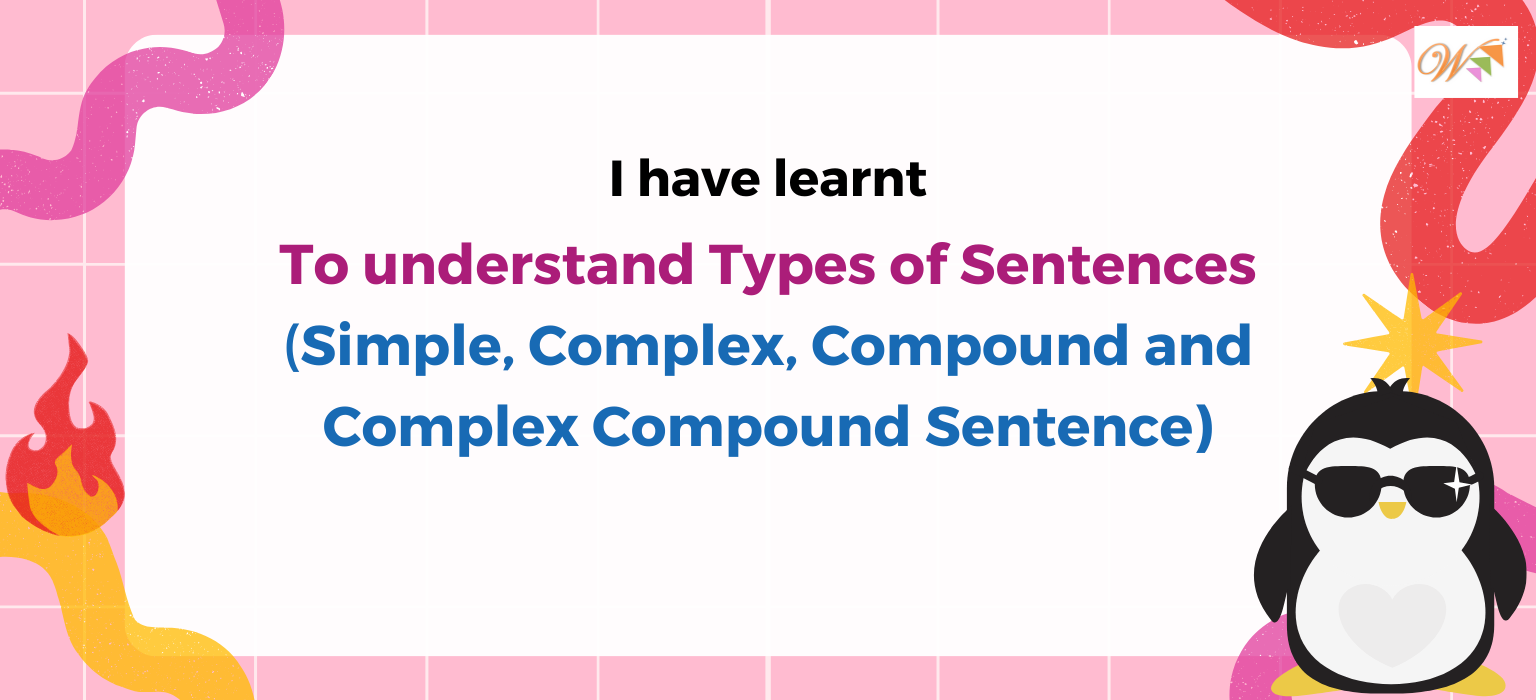 W
I have learnt
To understand Types of Sentences
(Simple, Complex, Compound and
Complex Compound Sentence)